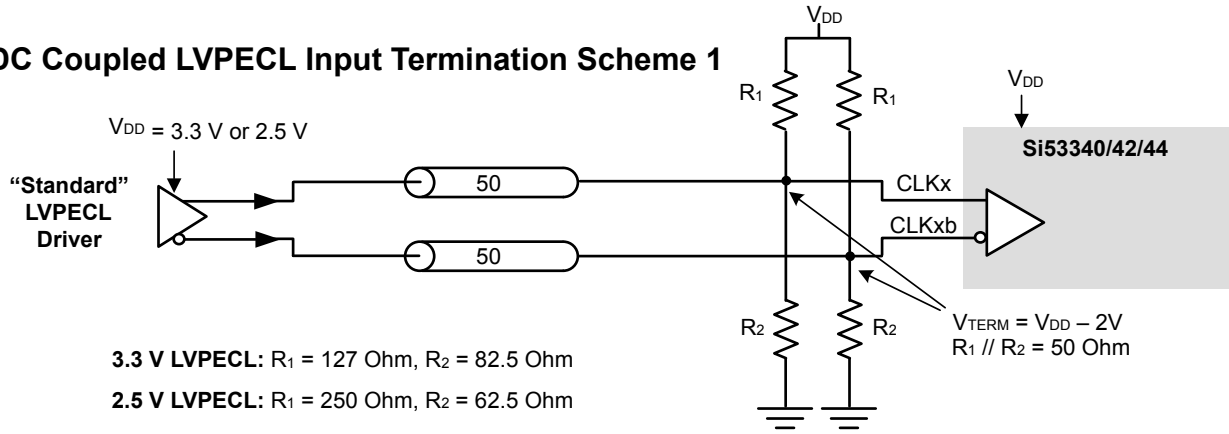 DC Coupled LVPECL Input Termination Scheme 1
VDD
R1
R1
VDD
VDD = 3.3 V or 2.5 V
Si53340/42/44
“Standard”
LVPECL
Driver
50
CLKx
CLKxb
50
R2
R2
VTERM = VDD – 2V
R1 // R2 = 50 Ohm
3.3 V LVPECL: R1 = 127 Ohm, R2 = 82.5 Ohm
2.5 V LVPECL: R1 = 250 Ohm, R2 = 62.5 Ohm